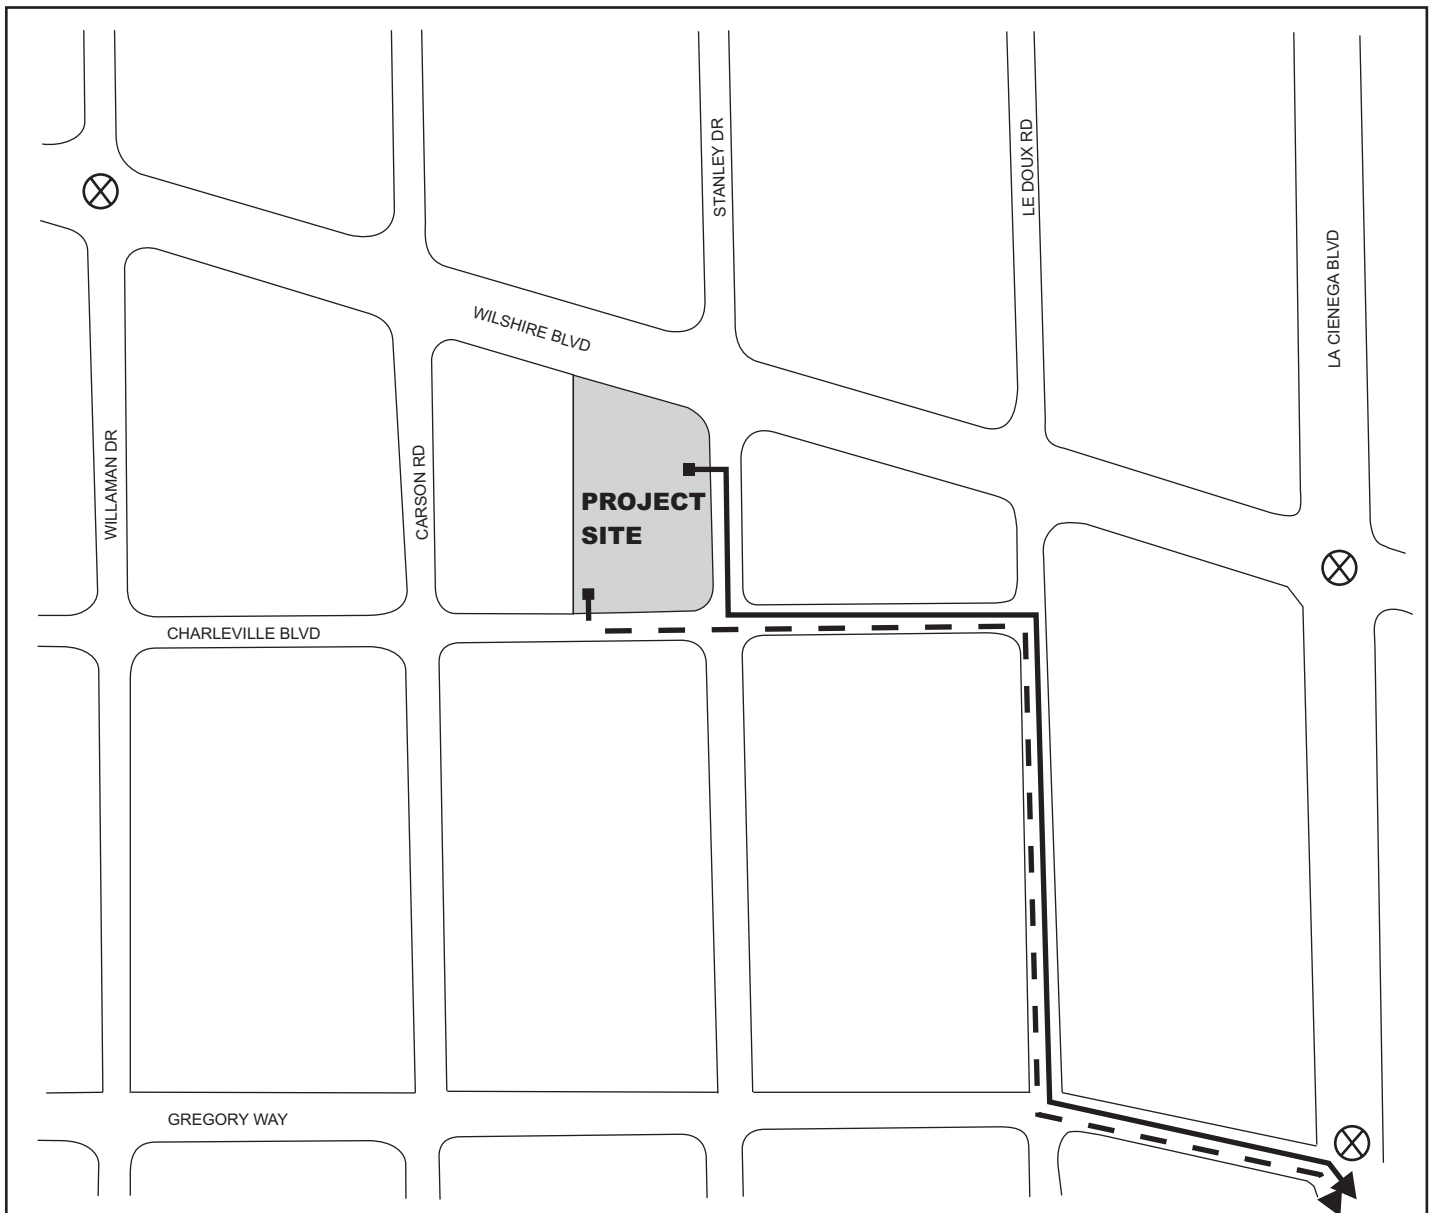 STANLEY DR
LE DOUX RD
LA CIENEGA BLVD
WILSHIRE BLVD
WILLAMAN DR
CARSON RD
PROJECT
SITE
CHARLEVILLE BLVD
GREGORY WAY